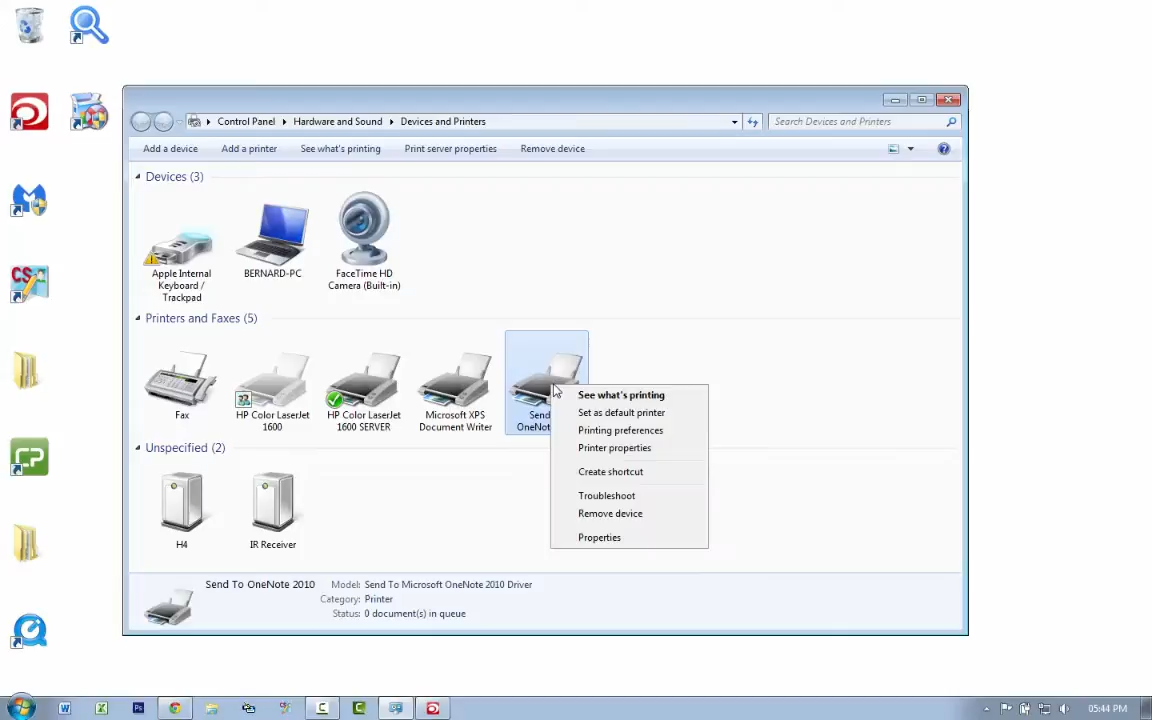 Control Panel Hardware and Sound Devices and Printers
Search Devices and Printers
Add a device Add a printer See what's printing Print server properties Remove device
Devices (3)
Apple Internal
Keyboard /
Trackpad
BERNARD-PC
FaceTime HD
Camera (Built-in)
Printers and Faxes (5)
Fax
HP Color LaserJet
1600
HP Color LaserJet
1600 SERVER
Microsoft XPS
Document Writer
Send
OneNot
See what's printing
Set as default printer
Printing preferences
Printer properties
Create shortcut
Troubleshoot
Remove device
Properties
Unspecified (2)
H4
IR Receiver
Send To OneNote 2010
Model: Send To Microsoft OneNote 2010 Driver
Category: Printer
Status: 0 document(s) in queue
CS
CP
W
X
Ps
C
C
05:44 PM